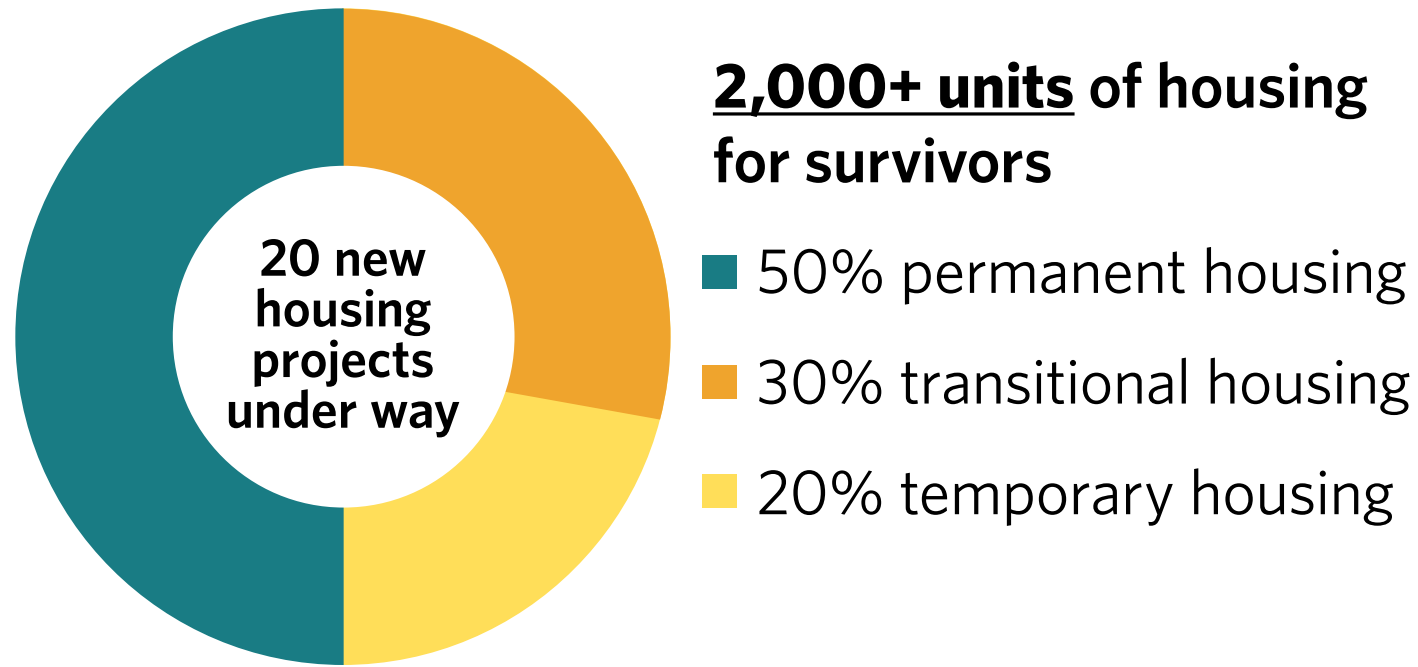 20 new
housing
projects
under way
2,000+ units of housing
for survivors
50% permanent housing
30% transitional housing
20% temporary housing